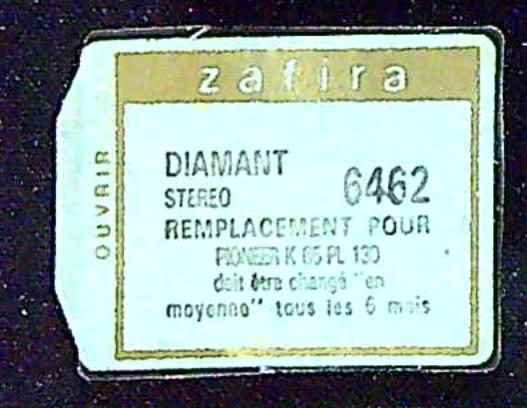 zafira
OUVRIR
DIAMANT
STEREO 6462
REMPLACEMENT POUR
PIONEER K 65 PL 130
doit être changé "en
moyenne" tous les 6 mois